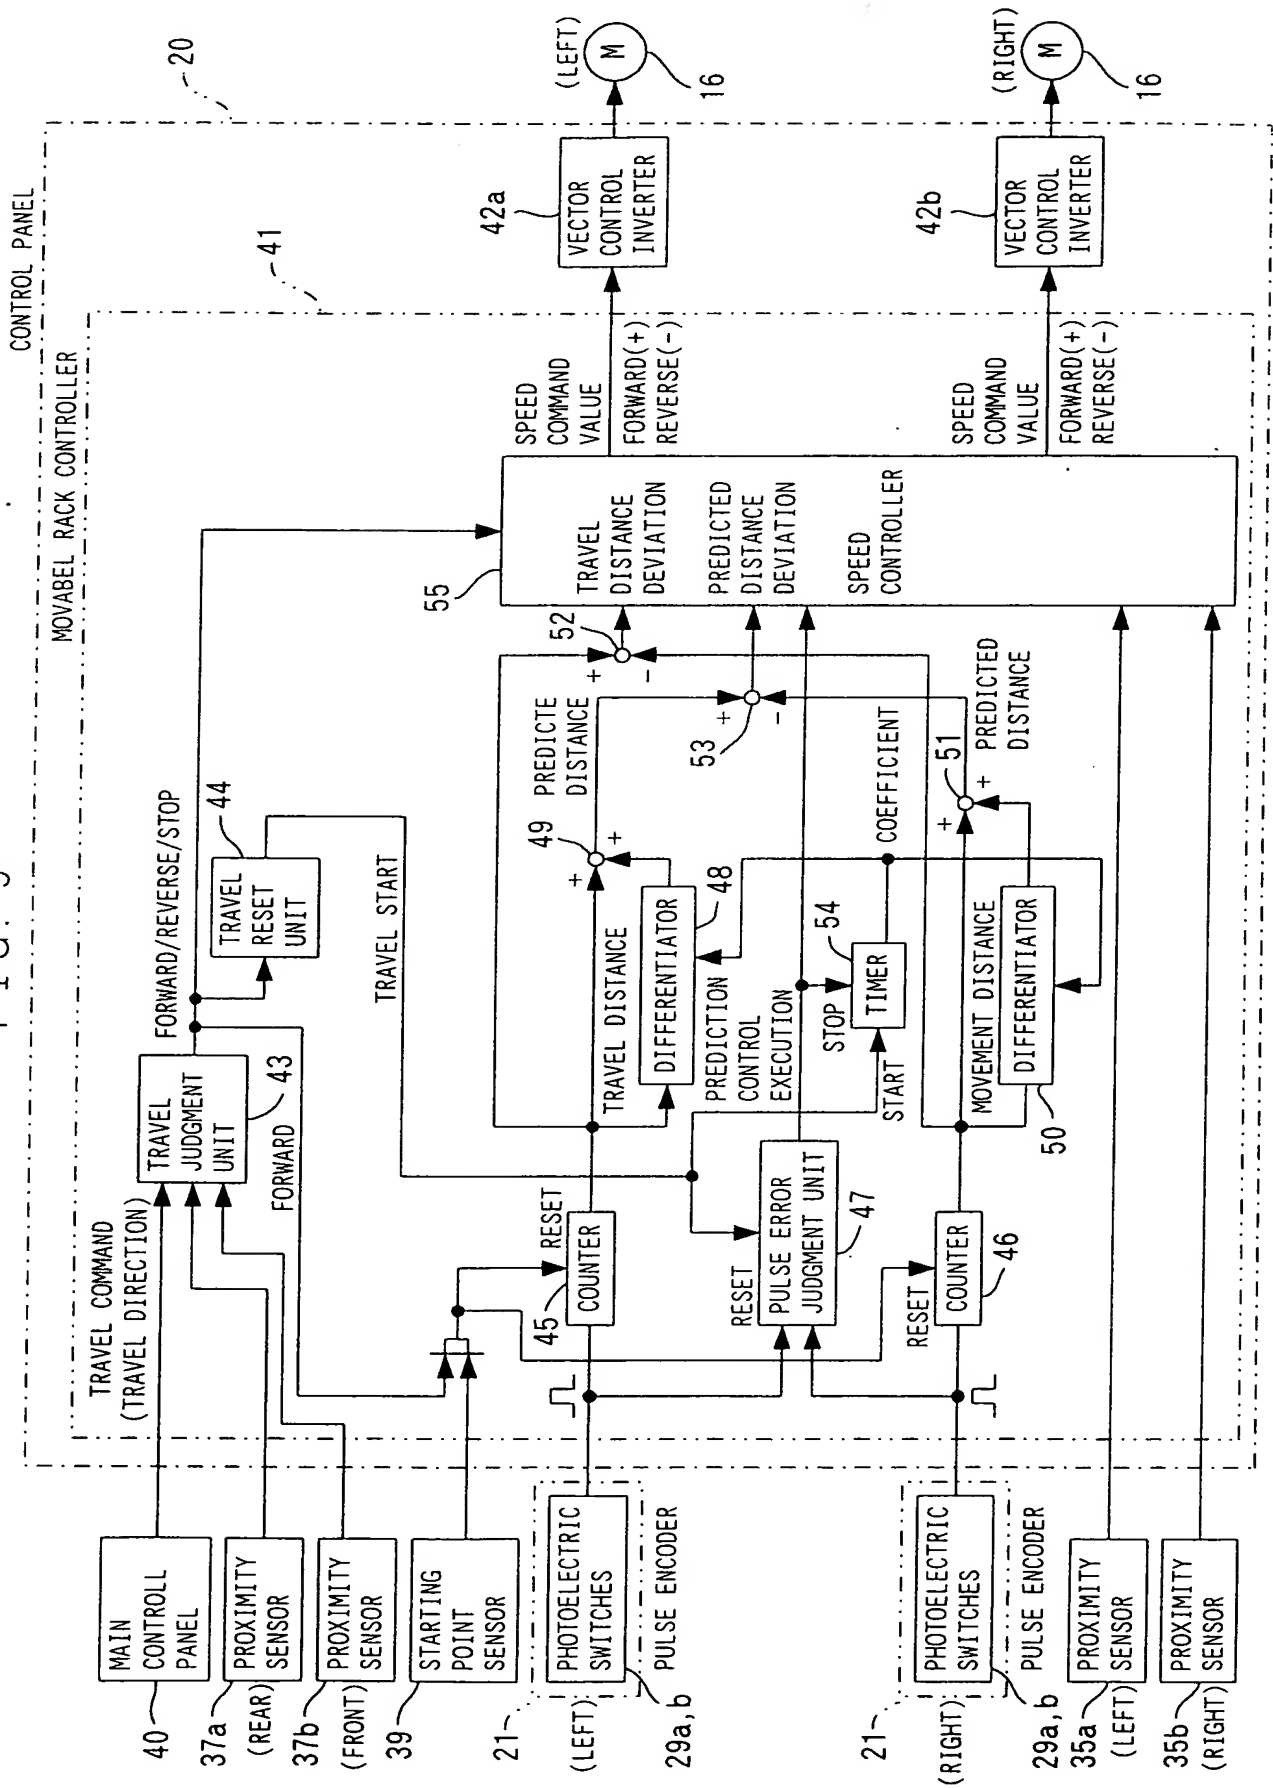 FIG. 5
CONTROL PANEL
20
MOVABEL RACK CONTROLLER
41
MAIN
CONTROLL
PANEL
40
PROXIMITY
SENSOR
37a
(REAR)
PROXIMITY
SENSOR
37b
(FRONT)
STARTING
POINT
SENSOR
39
PHOTOELECTRIC
SWITCHES
21
(LEFT)
29a,b
PULSE ENCODER
PHOTOELECTRIC
SWITCHES
21
(RIGHT)
29a,b
PULSE ENCODER
PROXIMITY
SENSOR
35a
(LEFT)
PROXIMITY
SENSOR
35b
(RIGHT)
TRAVEL COMMAND
(TRAVEL DIRECTION)
TRAVEL
JUDGMENT
UNIT
43
FORWARD
FORWARD/REVERSE/STOP
TRAVEL
RESET
UNIT
44
TRAVEL START
RESET
COUNTER
45
TRAVEL DISTANCE
DIFFERENTIATOR
48
+
+
49
PREDICTE
DISTANCE
RESET
PULSE ERROR
JUDGMENT UNIT
47
PREDICTION
CONTROL
EXECUTION
STOP
START
TIMER
54
COEFFICIENT
RESET
COUNTER
46
MOVEMENT DISTANCE
DIFFERENTIATOR
50
+
+
51
PREDICTED
DISTANCE
+
-
52
+
-
53
55
TRAVEL
DISTANCE
DEVIATION
PREDICTED
DISTANCE
DEVIATION
SPEED
CONTROLLER
SPEED
COMMAND
VALUE
FORWARD(+)
REVERSE(-)
SPEED
COMMAND
VALUE
FORWARD(+)
REVERSE(-)
VECTOR
CONTROL
INVERTER
42a
VECTOR
CONTROL
INVERTER
42b
(LEFT)
M
16
(RIGHT)
M
16